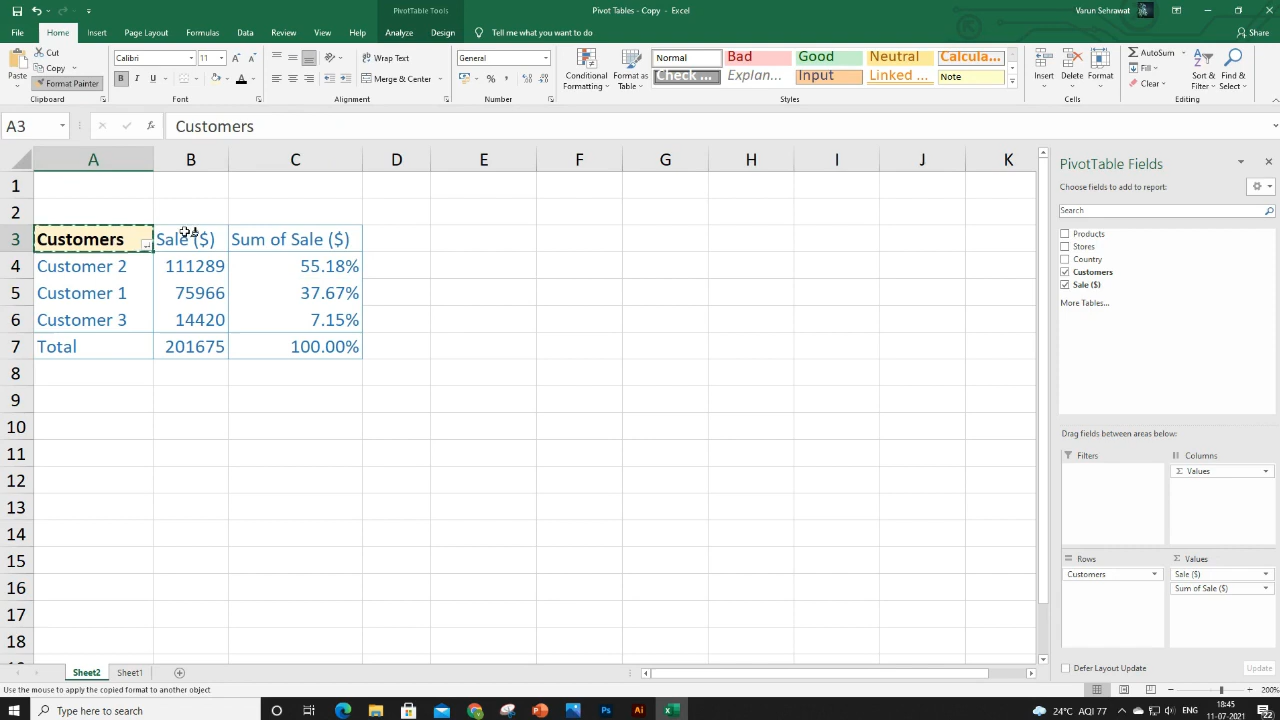 PivotTable Tools
Pivot Tables - Copy - Excel
Varun Sehrawat
File Home Insert Page Layout Formulas Data Review View Help Analyze Design Tell me what you want to do Share
Paste
Cut
Copy
Format Painter
Clipboard
Calibri 11
B I U
Font
Wrap Text
Merge & Center
Alignment
General
Number
Conditional Formatting
Format as Table
Normal Bad Good Neutral Calcula...
Check ... Explan... Input Linked ... Note
Styles
Insert Delete Format
Cells
AutoSum
Fill
Clear
Sort & Filter
Find & Select
Editing
A3 fx Customers
A B C D E F G H I J K
1
2
3 Customers Sale ($) Sum of Sale ($)
4 Customer 2 111289 55.18%
5 Customer 1 75966 37.67%
6 Customer 3 14420 7.15%
7 Total 201675 100.00%
8
9
10
11
12
13
14
15
16
17
18
PivotTable Fields
Choose fields to add to report:
Search
Products
Stores
Country
Customers
Sale ($)
More Tables...
Drag fields between areas below:
Filters Columns
Σ Values
Rows Σ Values
Customers Sale ($)
Sum of Sale ($)
Defer Layout Update Update
Sheet2 Sheet1
Use the mouse to apply the copied format to another object
200%
Type here to search
24°C AQI 77
18:45
11-07-2021